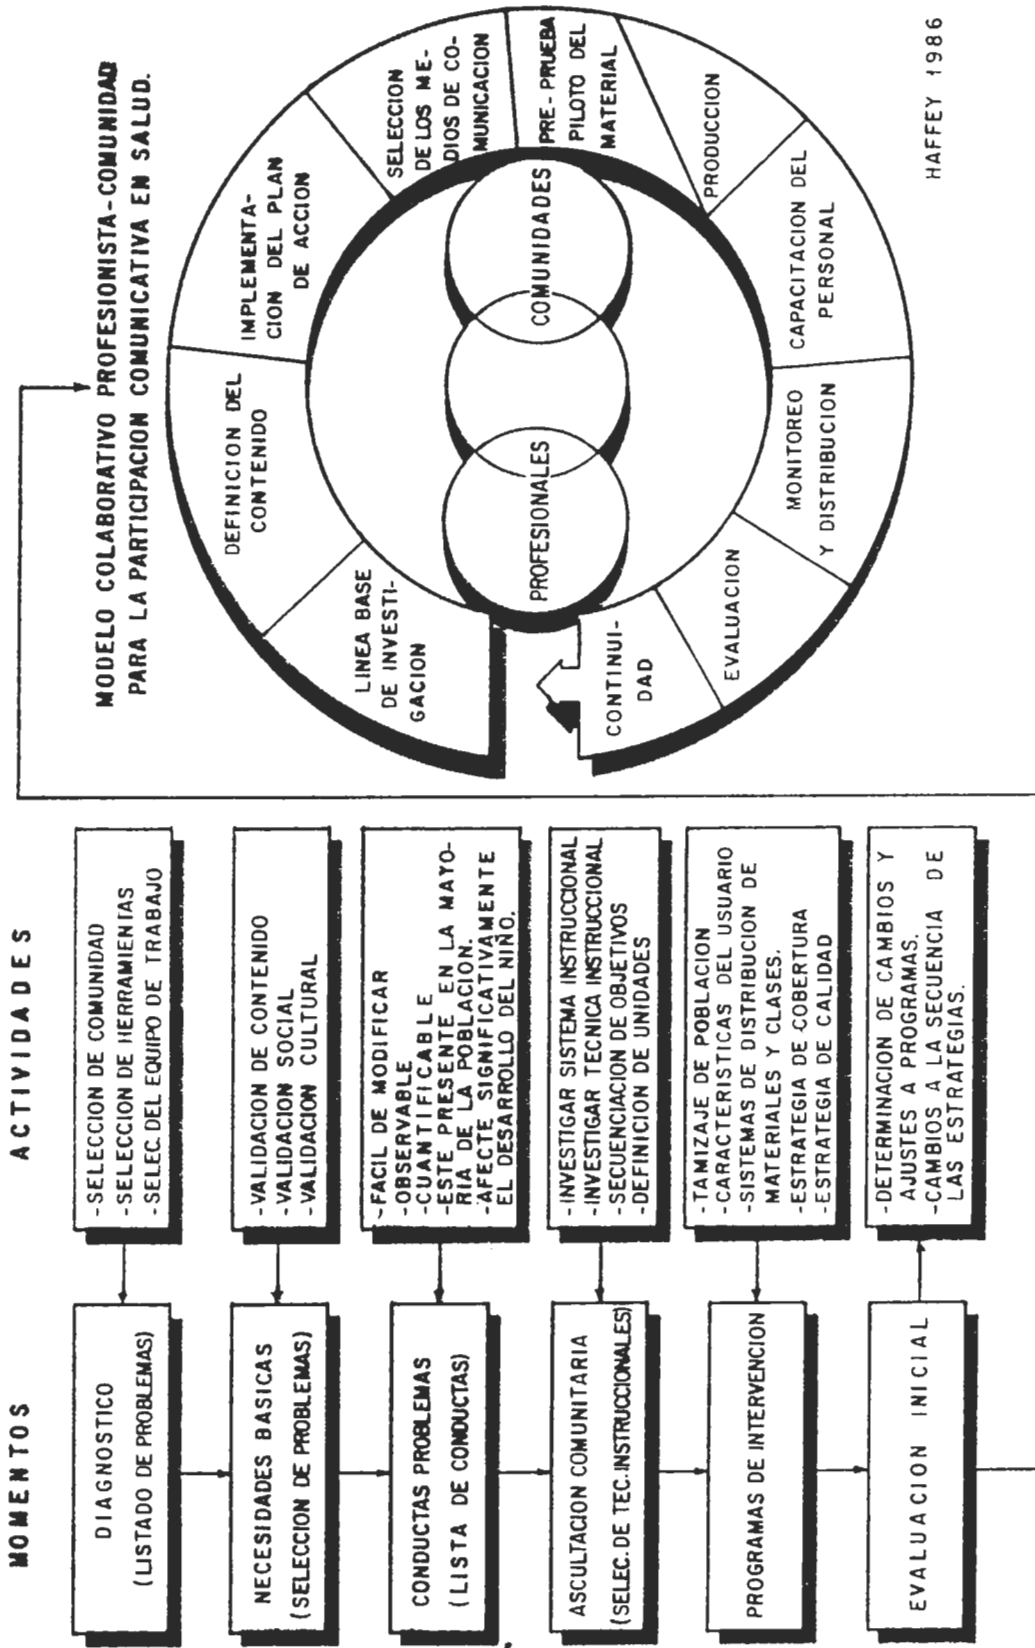 MOMENTOS
ACTIVIDADES
DIAGNOSTICO
(LISTADO DE PROBLEMAS)
-SELECCION DE COMUNIDAD
-SELECCION DE HERRAMIENTAS
-SELEC. DEL EQUIPO DE TRABAJO
NECESIDADES BASICAS
(SELECCION DE PROBLEMAS)
-VALIDACION DE CONTENIDO
-VALIDACION SOCIAL
-VALIDACION CULTURAL
CONDUCTAS PROBLEMAS
(LISTA DE CONDUCTAS)
-FACIL DE MODIFICAR
-OBSERVABLE
-CUANTIFICABLE
-ESTE PRESENTE EN LA MAYO-
RIA DE LA POBLACION.
-AFECTE SIGNIFICATIVAMENTE
EL DESARROLLO DEL NIÑO.
ASCULTACION COMUNITARIA
(SELEC. DE TEC. INSTRUCCIONALES)
-INVESTIGAR SISTEMA INSTRUCCIONAL
-INVESTIGAR TECNICA INSTRUCCIONAL
-SECUENCIACION DE OBJETIVOS
-DEFINICION DE UNIDADES
PROGRAMAS DE INTERVENCION
-TAMIZAJE DE POBLACION
-CARACTERISTICAS DEL USUARIO
-SISTEMAS DE DISTRIBUCION DE
MATERIALES Y CLASES.
-ESTRATEGIA DE COBERTURA
-ESTRATEGIA DE CALIDAD
EVALUACION INICIAL
-DETERMINACION DE CAMBIOS Y
AJUSTES A PROGRAMAS.
-CAMBIOS A LA SECUENCIA DE
LAS ESTRATEGIAS.
MODELO COLABORATIVO PROFESIONISTA-COMUNIDAD
PARA LA PARTICIPACION COMUNICATIVA EN SALUD.
LINEA BASE
DE INVESTI-
GACION
DEFINICION DEL
CONTENIDO
IMPLEMENTA-
CION DEL PLAN
DE ACCION
SELECCION
DE LOS ME-
DIOS DE CO-
MUNICACION
PRE-PRUEBA
PILOTO DEL
MATERIAL
PRODUCCION
CAPACITACION DEL
PERSONAL
MONITOREO
Y DISTRIBUCION
EVALUACION
CONTINUI-
DAD
PROFESIONALES
COMUNIDADES
HAFFEY 1986